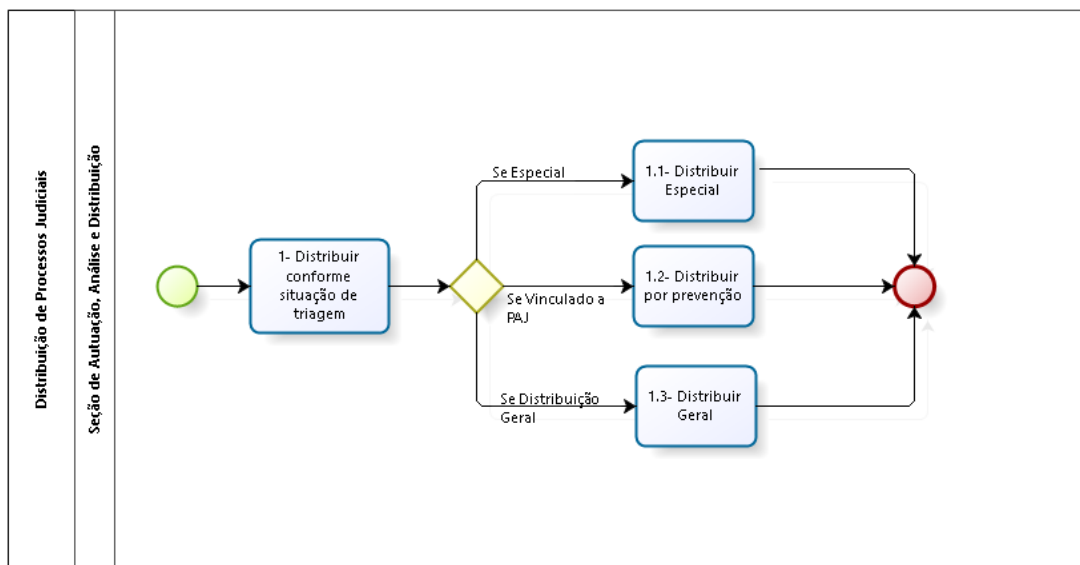 Distribuição de Processos Judiciais
Seção de Autuação, Análise e Distribuição
1- Distribuir
conforme
situação de
triagem
Se Especial
1.1- Distribuir
Especial
Se Vinculado a
PAJ
1.2- Distribuir
por prevenção
Se Distribuição
Geral
1.3- Distribuir
Geral